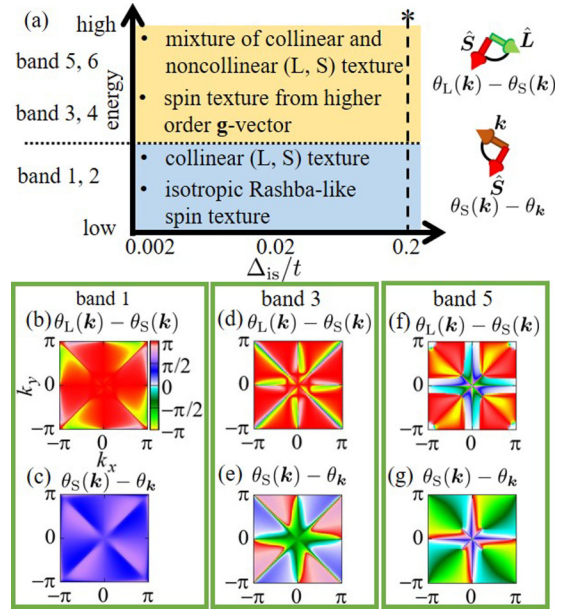 (a)
high
band 5, 6
band 3, 4
band 1, 2
low
energy
• mixture of collinear and
noncollinear (L, S) texture
• spin texture from higher
order g-vector
• collinear (L, S) texture
• isotropic Rashba-like
spin texture
*
0.002 0.02 0.2
Δis/t
Ŝ L̂
θL(k) − θS(k)
k
Ŝ
θS(k) − θk
band 1
(b) θL(k) − θS(k)
π
0
−π
ky
π
π/2
0
−π/2
−π
−π 0 π
kx
(c) θS(k) − θk
π
0
−π
−π 0 π
band 3
(d) θL(k) − θS(k)
π
0
−π
−π 0 π
(e) θS(k) − θk
π
0
−π
−π 0 π
band 5
(f) θL(k) − θS(k)
π
0
−π
−π 0 π
(g) θS(k) − θk
π
0
−π
−π 0 π